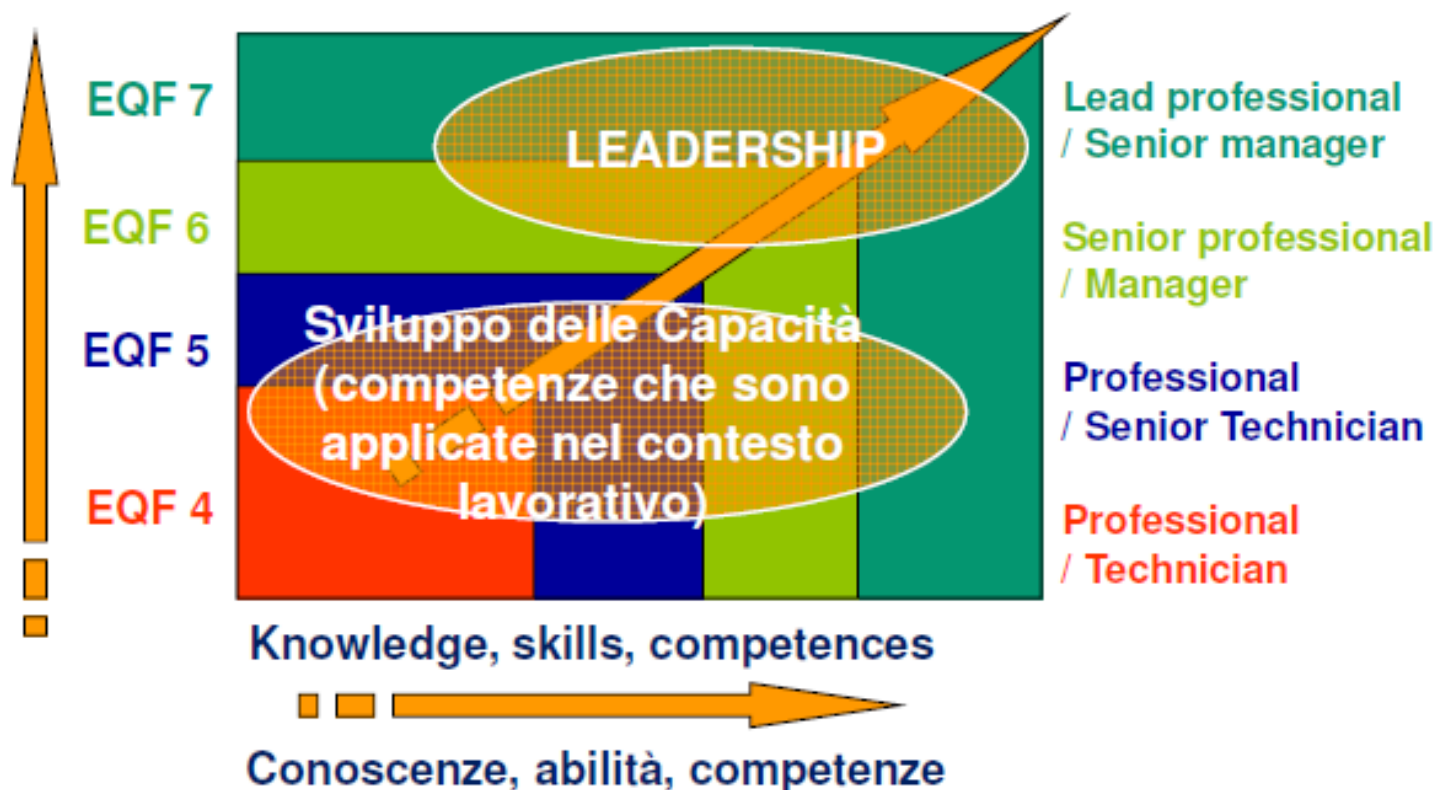 EQF 7
EQF 6
EQF 5
EQF 4
LEADERSHIP
Sviluppo delle Capacità
(competenze che sono
applicate nel contesto
lavorativo)
Lead professional
/ Senior manager
Senior professional
/ Manager
Professional
/ Senior Technician
Professional
/ Technician
Knowledge, skills, competences
Conoscenze, abilità, competenze